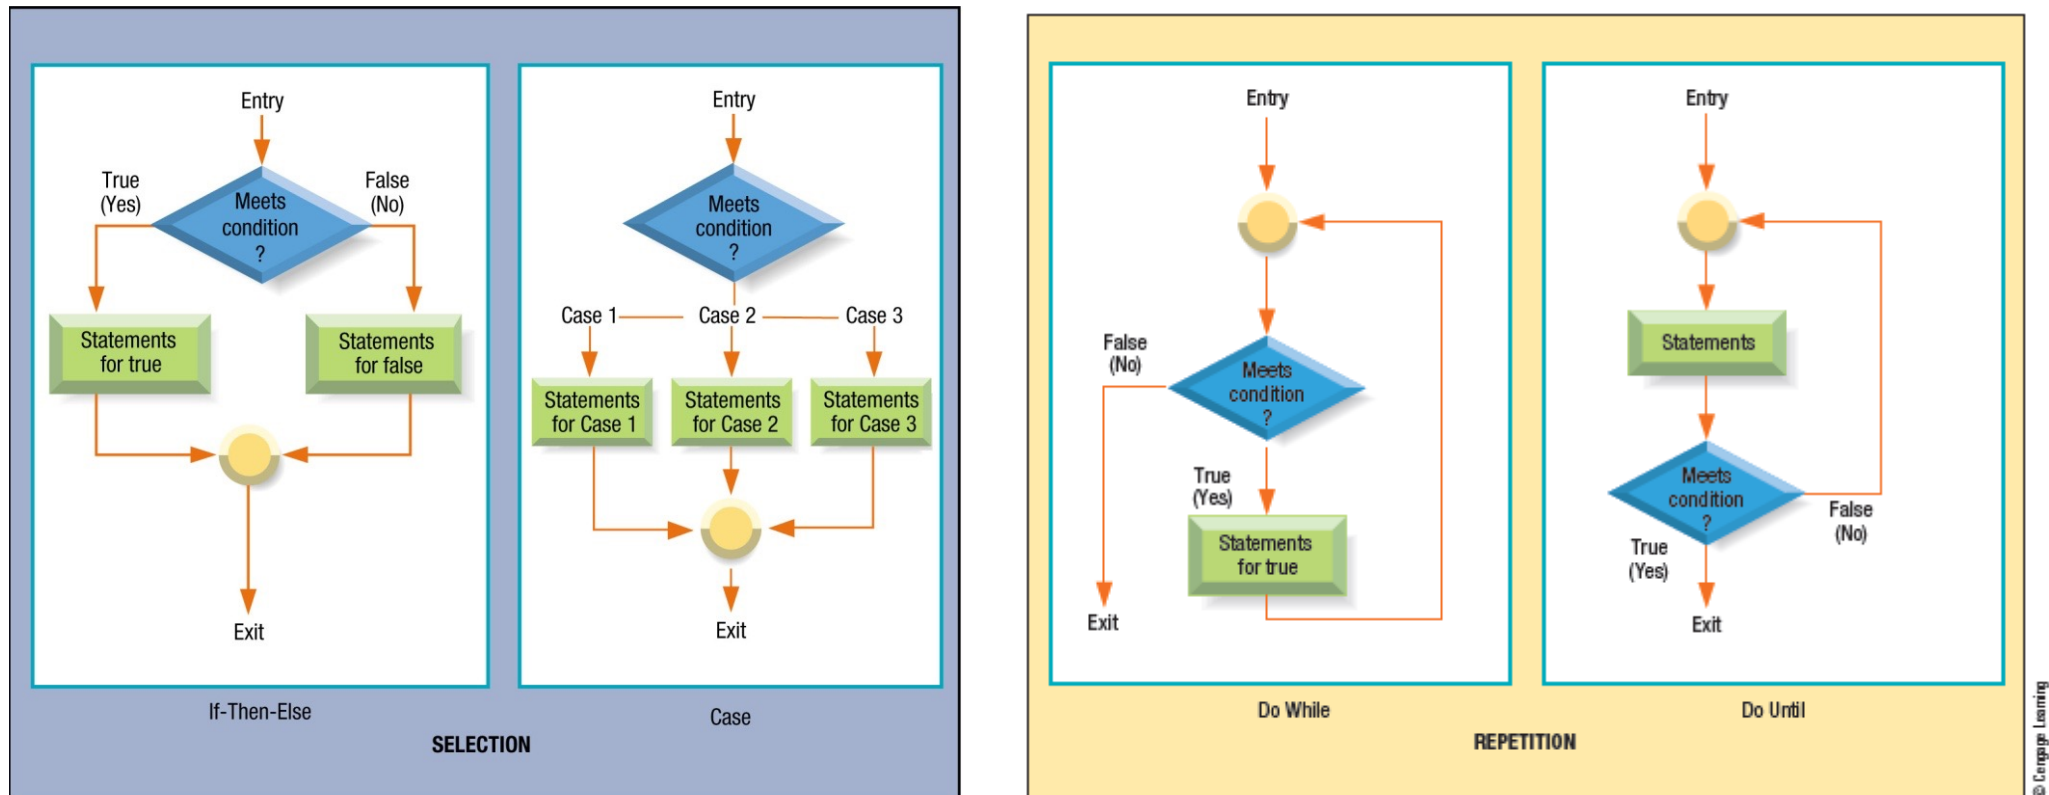 Entry
True
(Yes)
False
(No)
Meets
condition
?
Statements
for true
Statements
for false
Exit
If-Then-Else
Entry
Meets
condition
?
Case 1
Case 2
Case 3
Statements
for Case 1
Statements
for Case 2
Statements
for Case 3
Exit
Case
SELECTION
Entry
False
(No)
Meets
condition
?
True
(Yes)
Statements
for true
Exit
Do While
Entry
Statements
Meets
condition
?
False
(No)
True
(Yes)
Exit
Do Until
REPETITION
© Cengage Learning